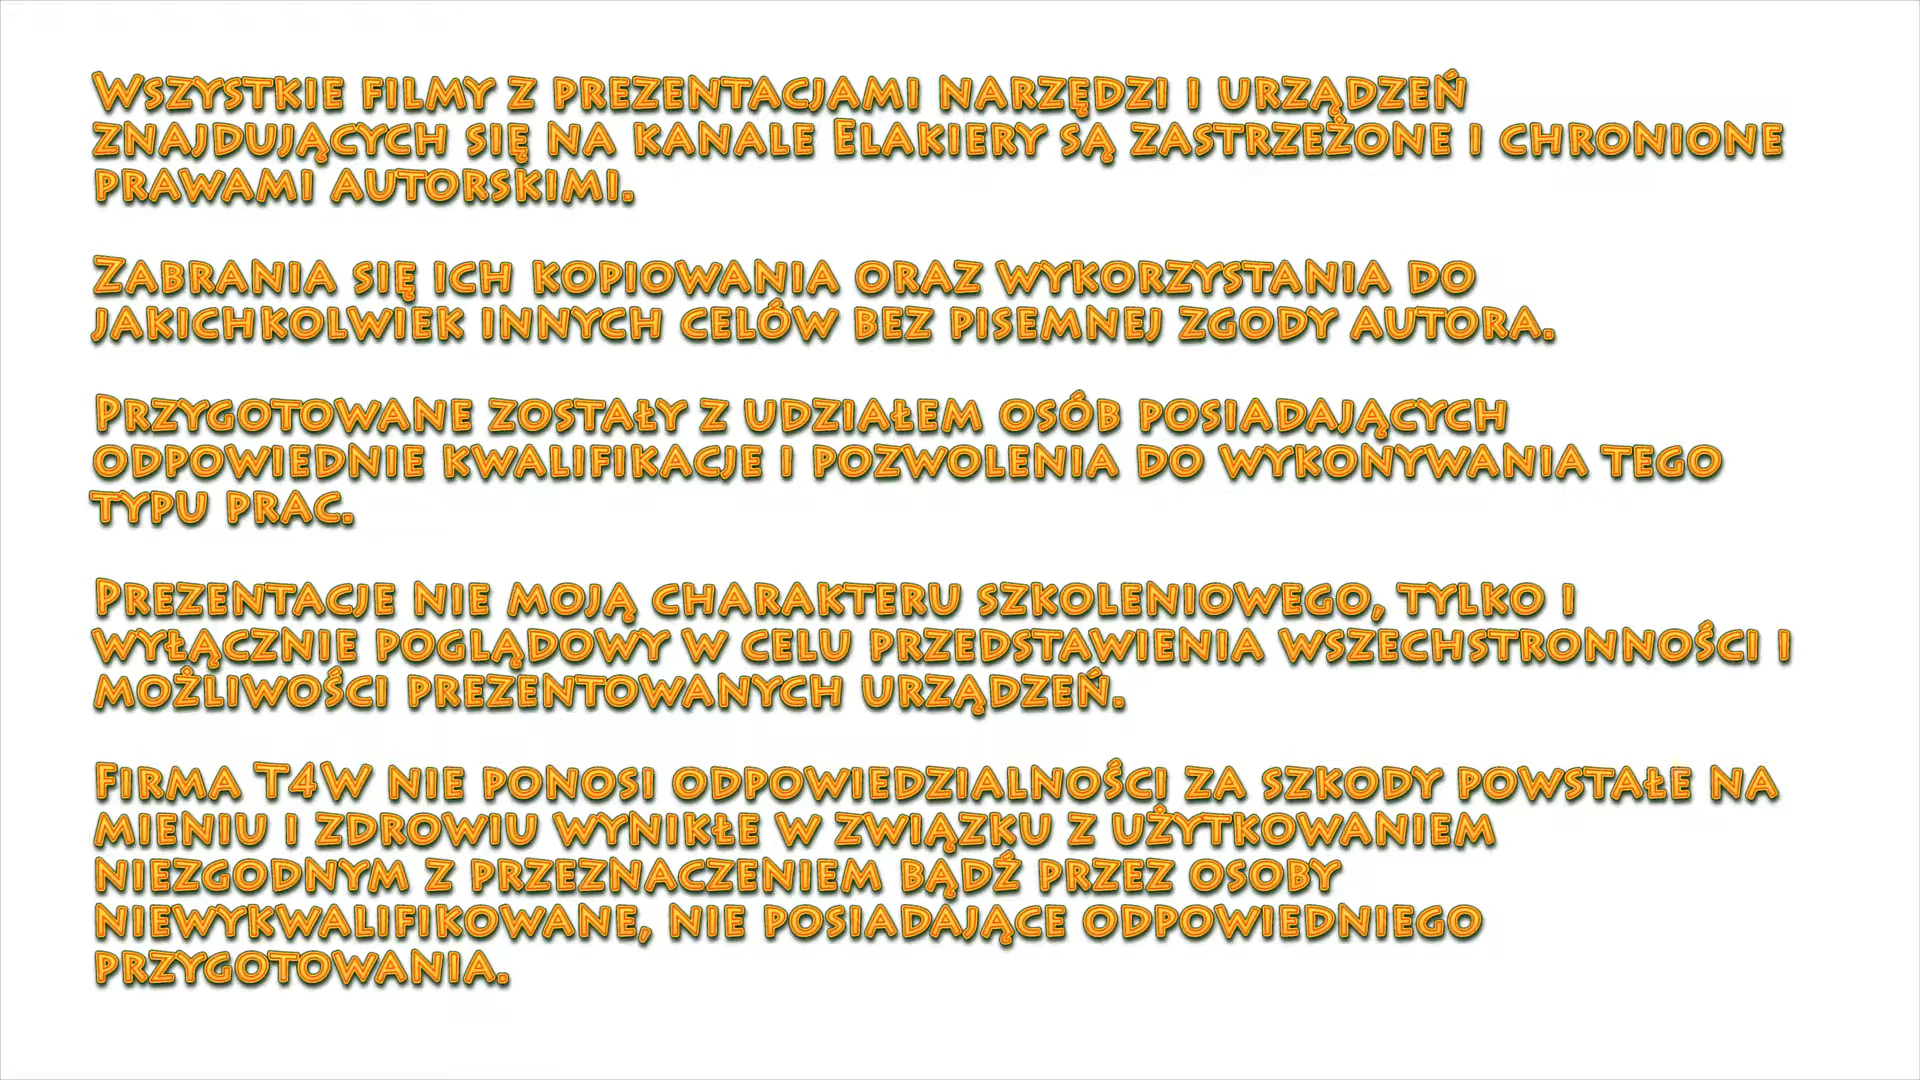 Wszystkie filmy z prezentacjami narzędzi i urządzeń
znajdujących się na kanale Elakiery są zastrzeżone i chronione
prawami autorskimi.
Zabrania się ich kopiowania oraz wykorzystania do
jakichkolwiek innych celów bez pisemnej zgody autora.
Przygotowane zostały z udziałem osób posiadających
odpowiednie kwalifikacje i pozwolenia do wykonywania tego
typu prac.
Prezentacje nie moją charakteru szkoleniowego, tylko i
wyłącznie poglądowy w celu przedstawienia wszechstronności i
możliwości prezentowanych urządzeń.
Firma T4W nie ponosi odpowiedzialności za szkody powstałe na
mieniu i zdrowiu wynikłe w związku z użytkowaniem
niezgodnym z przeznaczeniem bądź przez osoby
niewykwalifikowane, nie posiadające odpowiedniego
przygotowania.